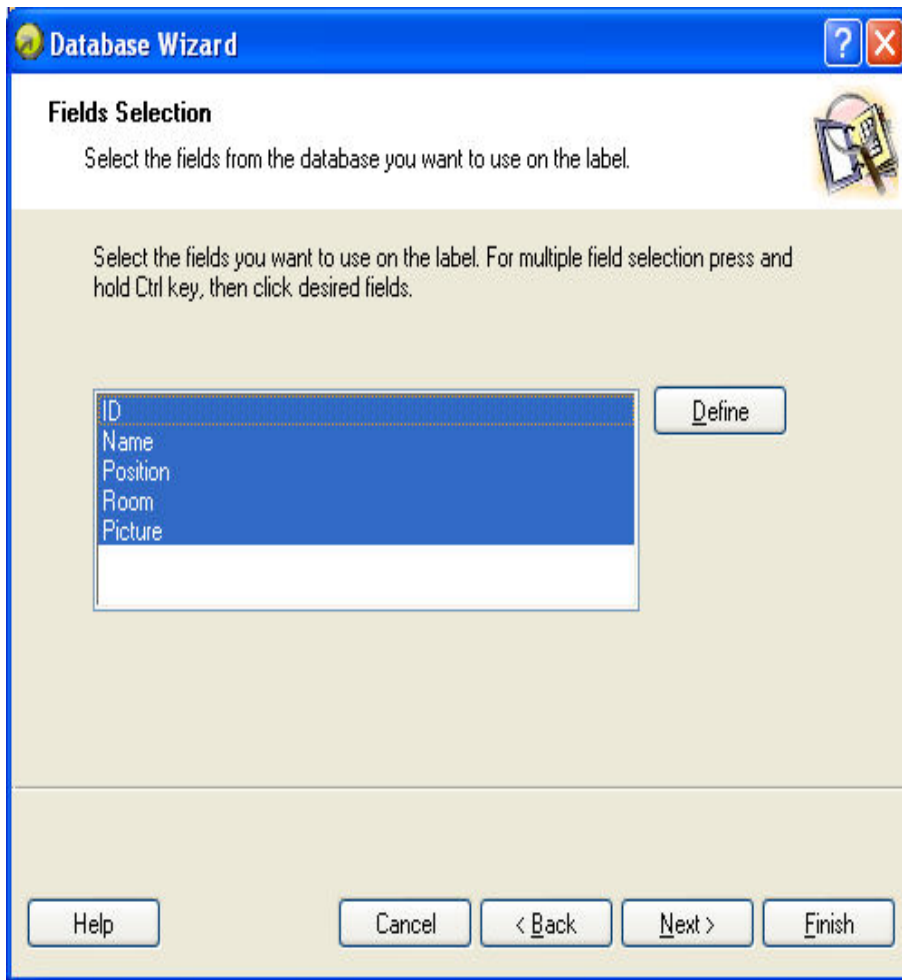 Database Wizard
Fields Selection
Select the fields from the database you want to use on the label.
Select the fields you want to use on the label. For multiple field selection press and
hold Ctrl key, then click desired fields.
ID
Define
Name
Position
Room
Picture
Help
Cancel
< Back
Next >
Finish